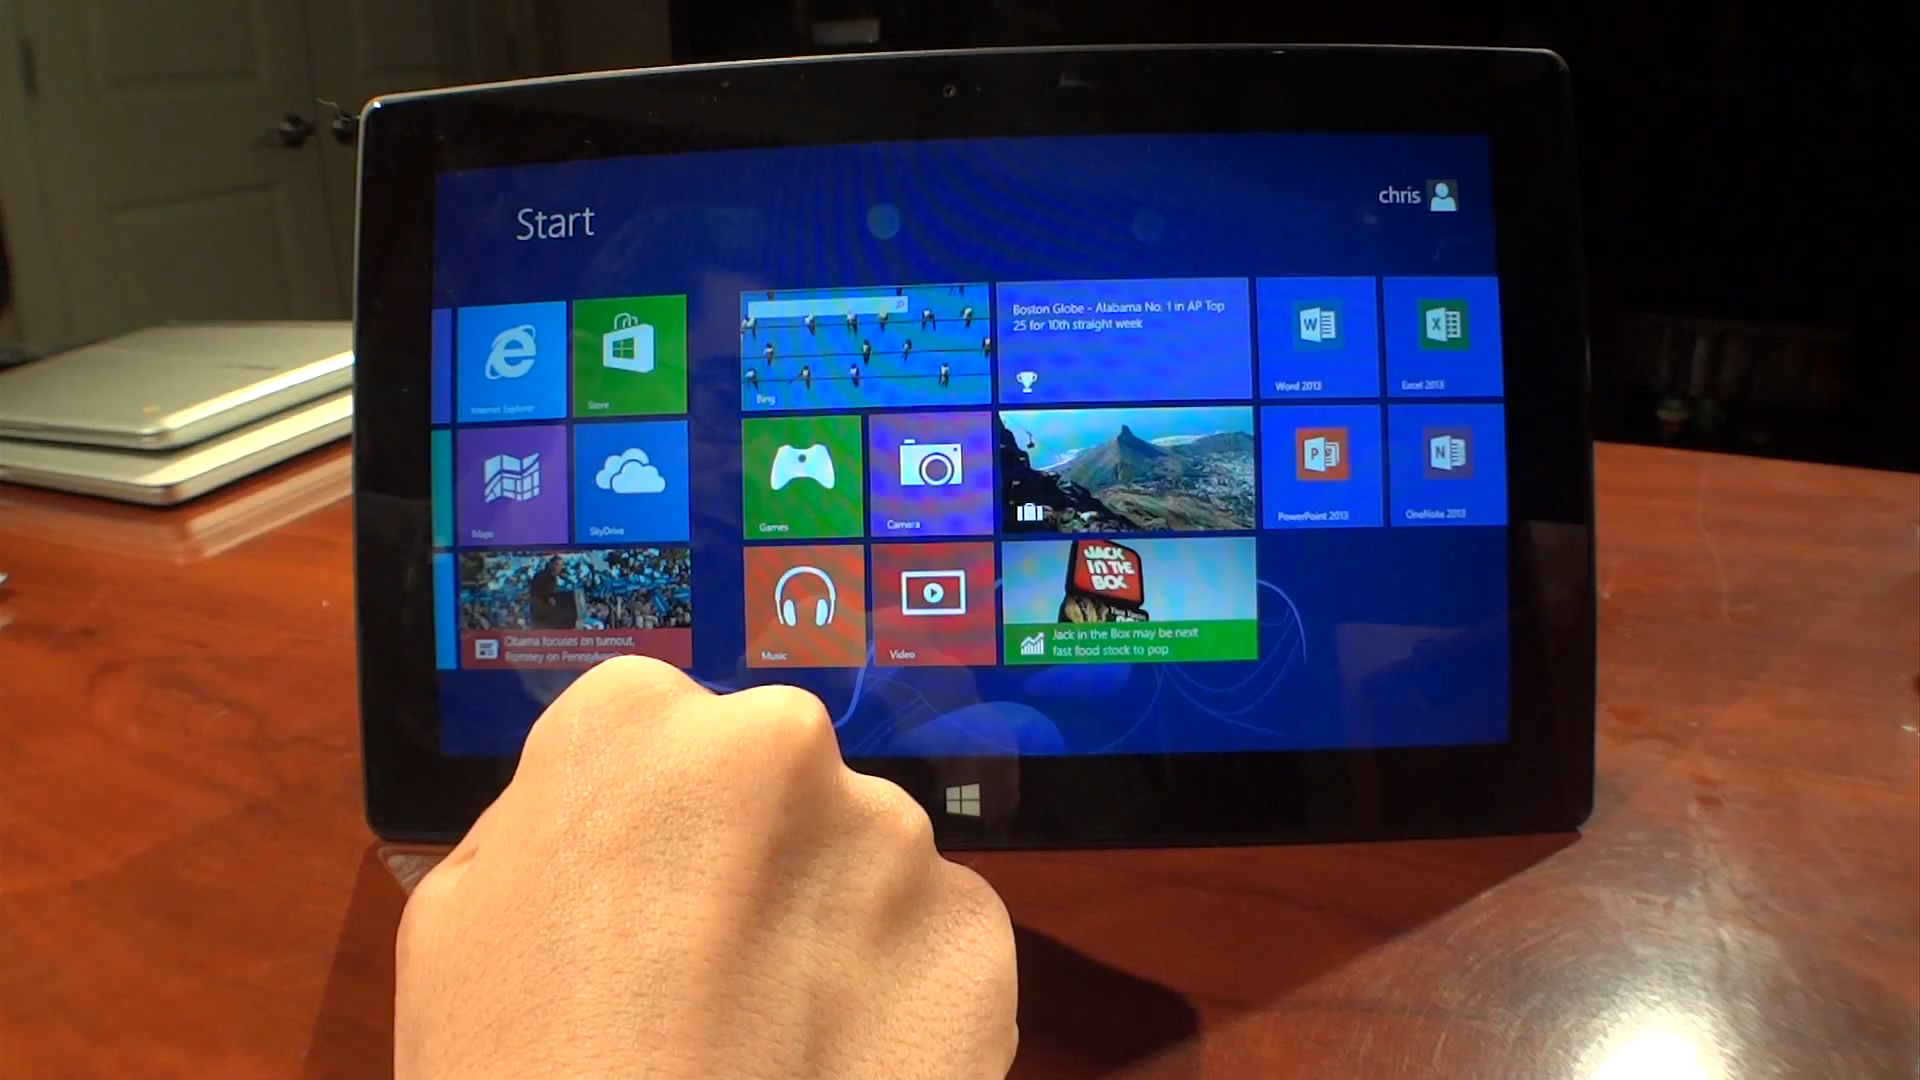 Start
chris
Internet Explorer
Store
Bing
Boston Globe - Alabama No. 1 in AP Top
25 for 10th straight week
W
Word 2013
X
Excel 2013
Maps
SkyDrive
Games
Camera
P
PowerPoint 2013
N
OneNote 2013
Obama focuses on turnout,
Romney on Pennsylvania
Music
Video
JACK
IN THE
BOX
Jack in the Box may be next
fast food stock to pop